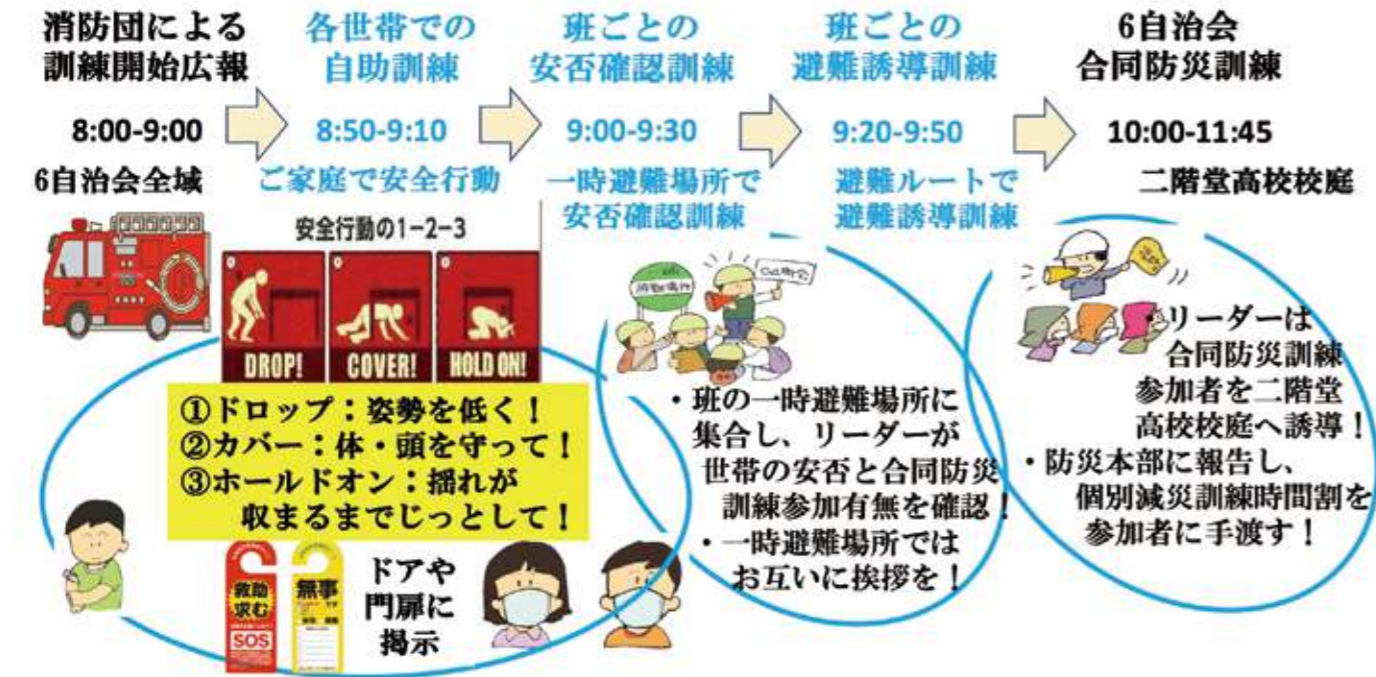 消防団による
訓練開始広報
8:00-9:00
6自治会全域
各世帯での
自助訓練
8:50-9:10
ご家庭で安全行動
班ごとの
安否確認訓練
9:00-9:30
一時避難場所で
安否確認訓練
班ごとの
避難誘導訓練
9:20-9:50
避難ルートで
避難誘導訓練
6自治会
合同防災訓練
10:00-11:45
二階堂高校校庭
安全行動の1-2-3
DROP!
COVER!
HOLD ON!
①ドロップ：姿勢を低く！
②カバー：体・頭を守って！
③ホールドオン：揺れが
収まるまでじっとして！
救助
求む
SOS
無事
ドアや
門扉に
掲示
・班の一時避難場所に
集合し、リーダーが
世帯の安否と合同防災
訓練参加有無を確認！
・一時避難場所では
お互いに挨拶を！
リーダーは
合同防災訓練
参加者を二階堂
高校校庭へ誘導！
・防災本部に報告し、
個別減災訓練時間割を
参加者に手渡す！